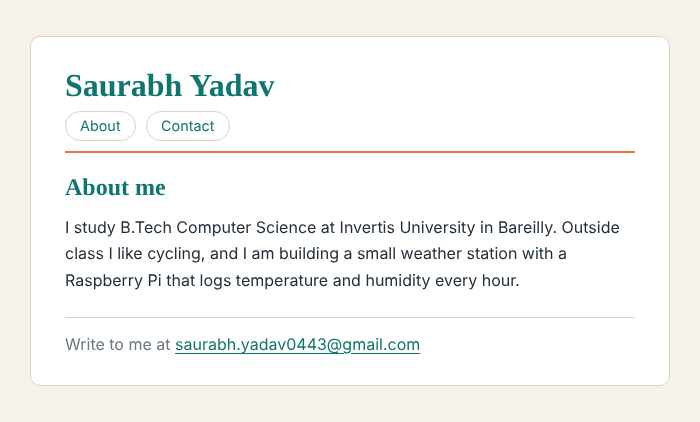 Saurabh Yadav
About Contact
About me
I study B.Tech Computer Science at Invertis University in Bareilly. Outside
class I like cycling, and I am building a small weather station with a
Raspberry Pi that logs temperature and humidity every hour.
Write to me at saurabh.yadav0443@gmail.com